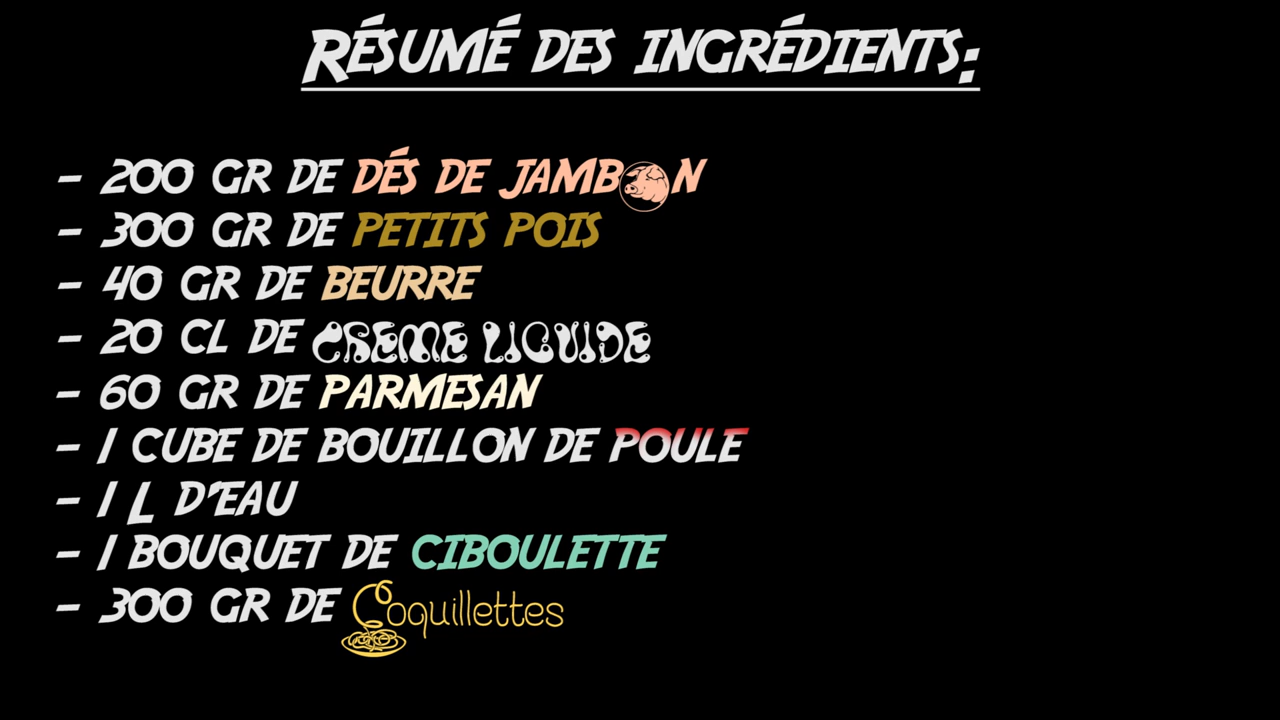 Résumé des ingrédients:
- 200 gr de dés de jambon
- 300 gr de petits pois
- 40 gr de beurre
- 20 cl de creme liquide
- 60 gr de parmesan
- 1 cube de bouillon de poule
- 1 L d'eau
- 1 bouquet de ciboulette
- 300 gr de Coquillettes